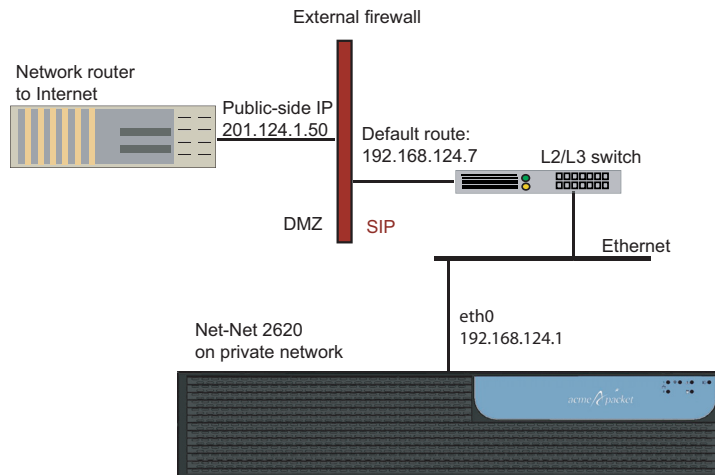 External firewall
Network router
to Internet
Public-side IP
201.124.1.50
Default route:
192.168.124.7
L2/L3 switch
DMZ
SIP
Ethernet
eth0
192.168.124.1
Net-Net 2620
on private network
acme packet